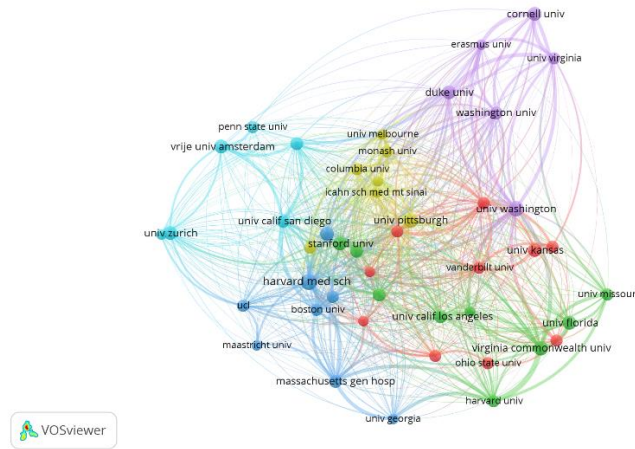 cornell univ
erasmus univ
univ virginia
duke univ
washington univ
penn state univ
univ melbourne
vrije univ amsterdam
monash univ
columbia univ
icahn sch med mt sinai
univ washington
univ calif san diego
univ pittsburgh
univ zurich
stanford univ
univ kansas
vanderbilt univ
harvard med sch
univ missour
ucl
boston univ
univ calif los angeles
univ florida
maastricht univ
virginia commonwealth univ
ohio state univ
massachusetts gen hosp
harvard univ
univ georgia
VOSviewer